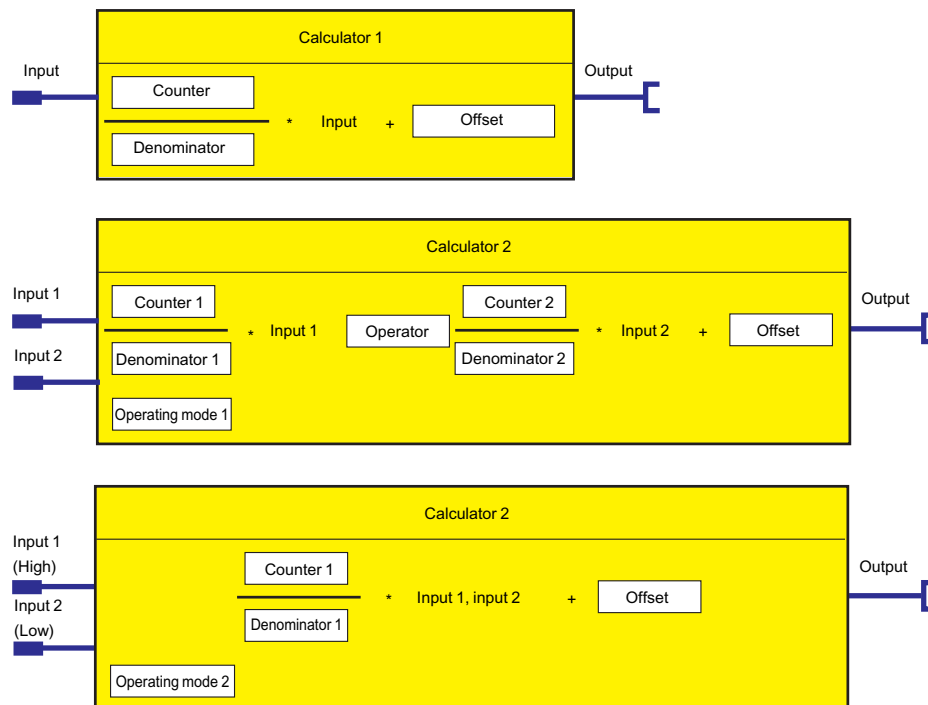 Calculator 1
Input
Output
Counter
Denominator
* Input + Offset
Calculator 2
Input 1
Input 2
Output
Counter 1
Denominator 1
* Input 1 Operator
Counter 2
Denominator 2
* Input 2 + Offset
Operating mode 1
Calculator 2
Input 1
(High)
Input 2
(Low)
Output
Counter 1
Denominator 1
* Input 1, input 2 + Offset
Operating mode 2